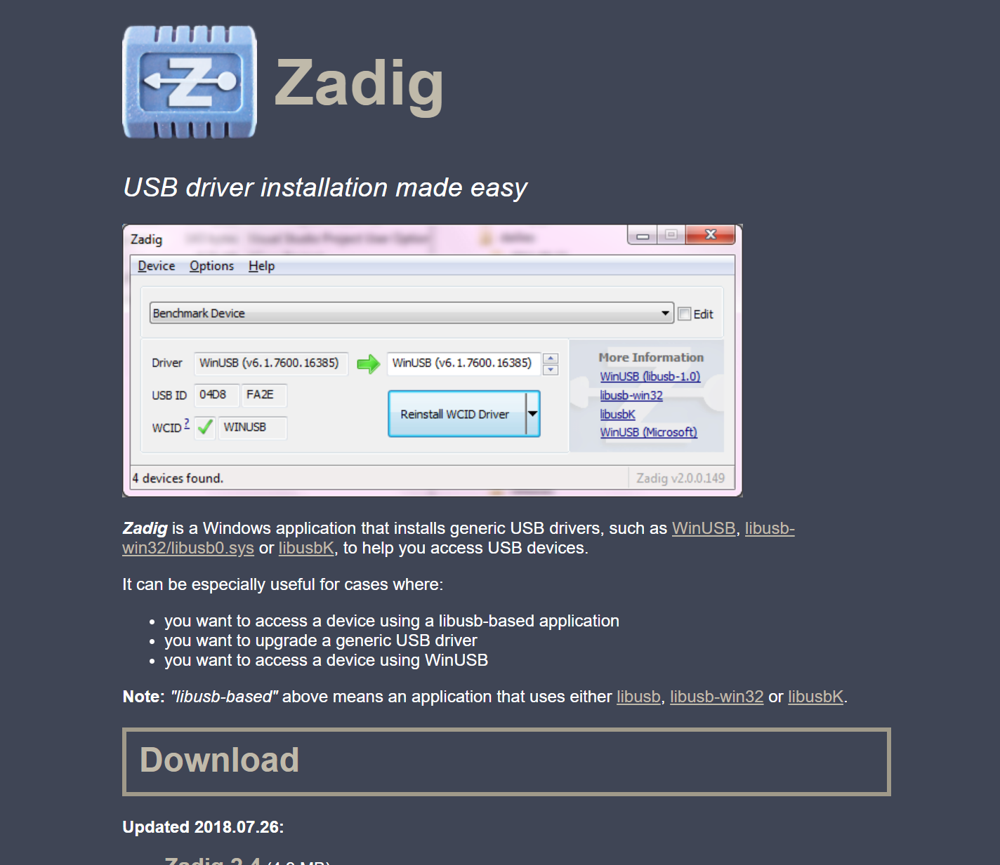 Z
Zadig
USB driver installation made easy
Zadig
Device Options Help
Benchmark Device Edit
Driver WinUSB (v6.1.7600.16385) WinUSB (v6.1.7600.16385)
USB ID 04D8 FA2E
WCID ? WINUSB
Reinstall WCID Driver
More Information
WinUSB (libusb-1.0)
libusb-win32
libusbK
WinUSB (Microsoft)
4 devices found. Zadig v2.0.0.149
Zadig is a Windows application that installs generic USB drivers, such as WinUSB, libusb-
win32/libusb0.sys or libusbK, to help you access USB devices.
It can be especially useful for cases where:
• you want to access a device using a libusb-based application
• you want to upgrade a generic USB driver
• you want to access a device using WinUSB
Note: "libusb-based" above means an application that uses either libusb, libusb-win32 or libusbK.
Download
Updated 2018.07.26:
Zadig 2.4